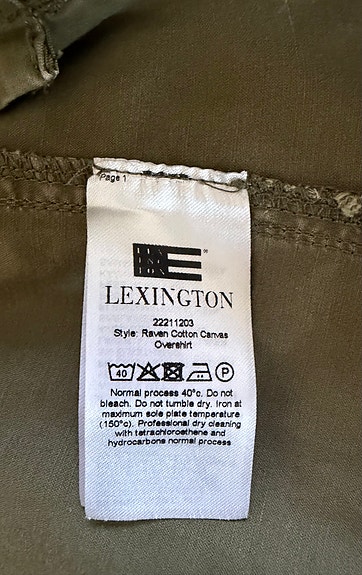 Page 1
LEXINGTON
22211203
Style: Raven Cotton Canvas
Overshirt
40 P
Normal process 40°c. Do not
bleach. Do not tumble dry. Iron at
maximum sole plate temperature
(150°c). Professional dry cleaning
with tetrachloroethene and
hydrocarbons normal process